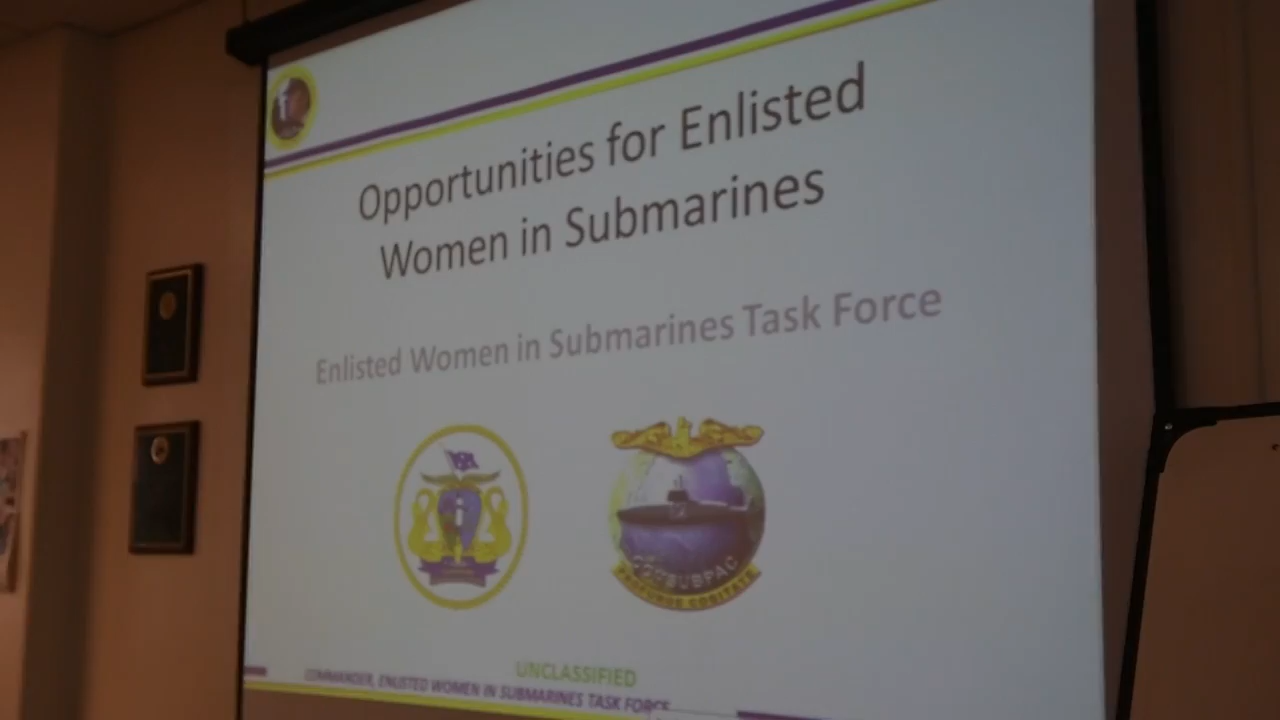 Opportunities for Enlisted
Women in Submarines
Enlisted Women in Submarines Task Force
UNCLASSIFIED
COMMANDER, ENLISTED WOMEN IN SUBMARINES TASK FORCE